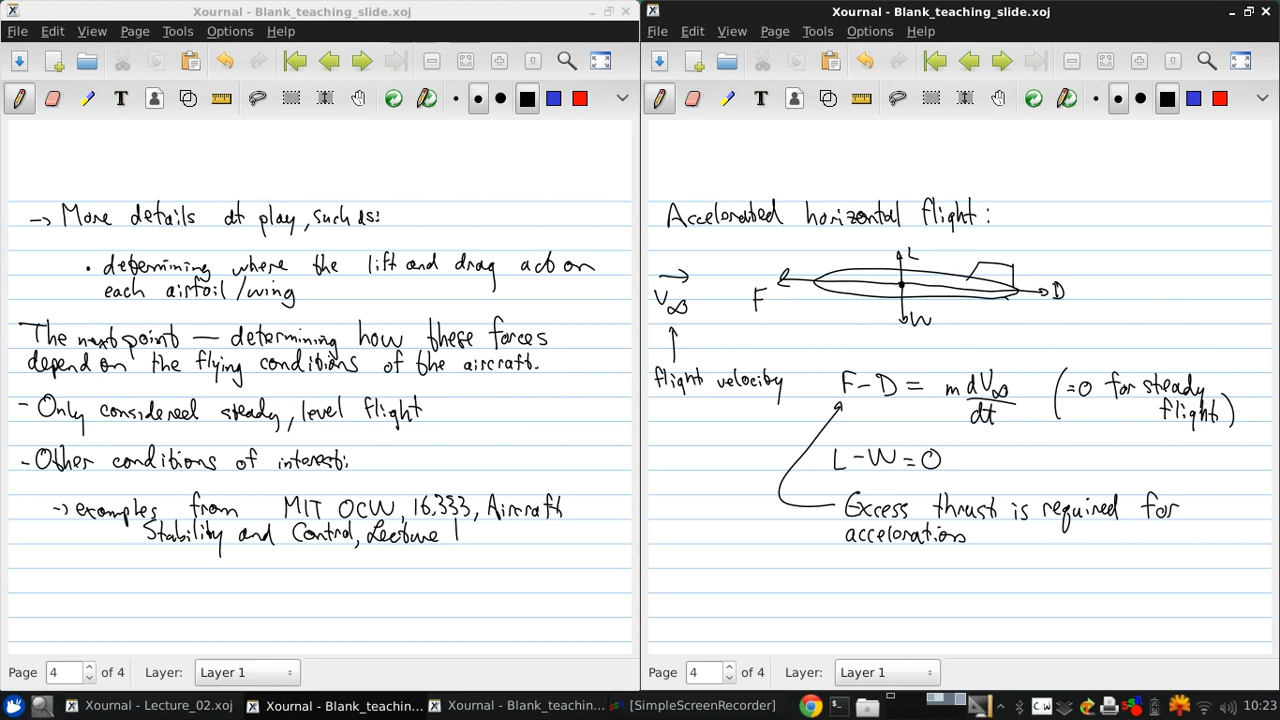 Xournal - Blank_teaching_slide.xoj
File Edit View Page Tools Options Help
→ More details at play, such as:
• determining where the lift and drag act on
each airfoil/wing
The next point — determining how these forces
depend on the flying conditions of the aircraft.
- Only considered steady, level flight
- Other conditions of interest:
→ examples from MIT OCW, 16.333, Aircraft
Stability and Control, Lecture 1
Page 4 of 4 Layer: Layer 1
Xournal - Blank_teaching_slide.xoj
File Edit View Page Tools Options Help
Accelerated horizontal flight:
L
V∞ F D
W
flight velocity
F - D = m dV∞/dt (=0 for steady
flight)
L - W = 0
Excess thrust is required for
acceleration
Page 4 of 4 Layer: Layer 1
Xournal - Lecture_02.xoj Xournal - Blank_teachin... Xournal - Blank_teachin... [SimpleScreenRecorder] 10:23